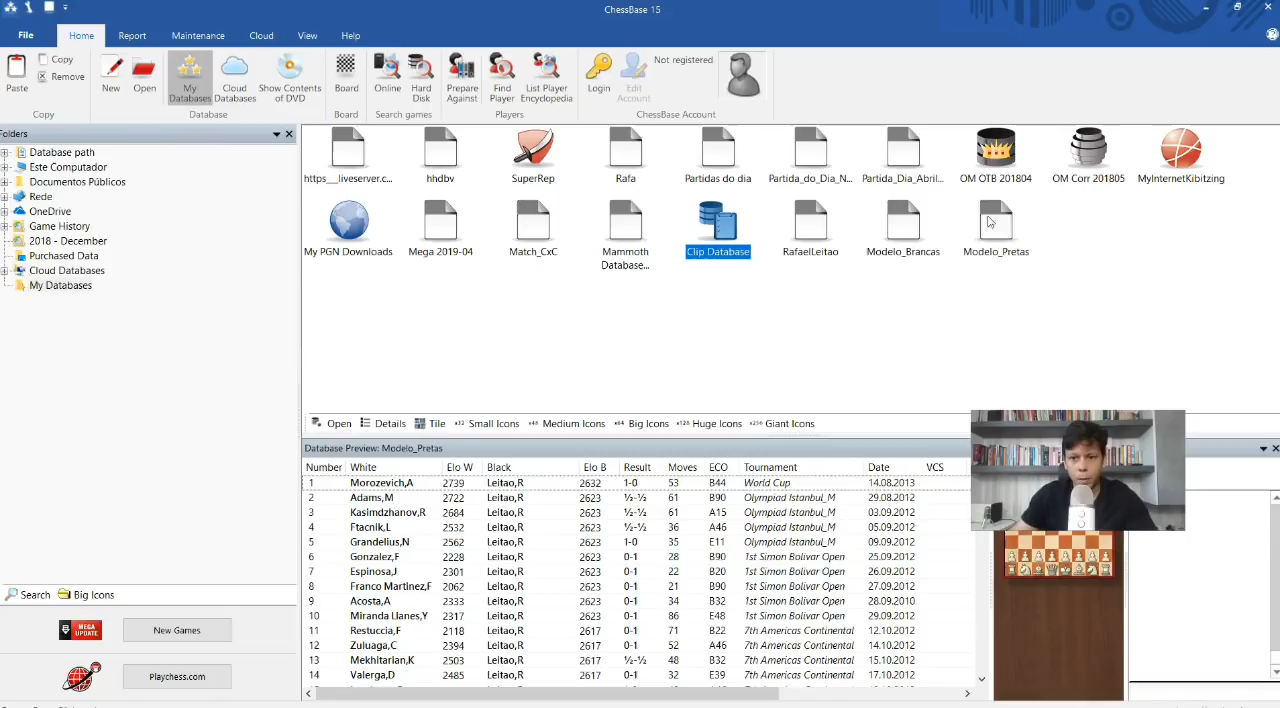 ChessBase 15
File Home Report Maintenance Cloud View Help
Paste Copy Remove New Open My Databases Cloud Databases Show Contents of DVD Board Online Hard Disk Prepare Against Find Player List Player Encyclopedia Login Edit Account Not registered
Copy Database Board Search games Players ChessBase Account
Folders
Database path
Este Computador
Documentos Públicos
Rede
OneDrive
Game History
2018 - December
Purchased Data
Cloud Databases
My Databases
Search Big Icons
MEGA UPDATE New Games
Playchess.com
https__liveserver.c... hhdbv SuperRep Rafa Partidas do dia Partida_do_Dia_N... Partida_Dia_Abril... OM OTB 201804 OM Corr 201805 MyInternetKibitzing
My PGN Downloads Mega 2019-04 Match_CxC Mammoth Database... Clip Database RafaelLeitao Modelo_Brancas Modelo_Pretas
Open Details Tile x32 Small Icons x48 Medium Icons x64 Big Icons x128 Huge Icons x256 Giant Icons
Database Preview: Modelo_Pretas
Number White Elo W Black Elo B Result Moves ECO Tournament Date VCS
1 Morozevich,A 2739 Leitao,R 2632 1-0 53 B44 World Cup 14.08.2013
2 Adams,M 2722 Leitao,R 2623 ½-½ 61 B90 Olympiad Istanbul_M 29.08.2012
3 Kasimdzhanov,R 2684 Leitao,R 2623 ½-½ 61 A15 Olympiad Istanbul_M 03.09.2012
4 Ftacnik,L 2532 Leitao,R 2623 ½-½ 36 A46 Olympiad Istanbul_M 05.09.2012
5 Grandelius,N 2562 Leitao,R 2623 1-0 35 E11 Olympiad Istanbul_M 09.09.2012
6 Gonzalez,F 2228 Leitao,R 2623 0-1 28 B90 1st Simon Bolivar Open 25.09.2012
7 Espinosa,J 2301 Leitao,R 2623 0-1 22 B20 1st Simon Bolivar Open 26.09.2012
8 Franco Martinez,F 2062 Leitao,R 2623 0-1 21 B90 1st Simon Bolivar Open 27.09.2012
9 Acosta,A 2333 Leitao,R 2623 0-1 34 B32 1st Simon Bolivar Open 28.09.2010
10 Miranda Llanes,Y 2317 Leitao,R 2623 0-1 86 E48 1st Simon Bolivar Open 29.09.2012
11 Restuccia,F 2118 Leitao,R 2617 0-1 71 B22 7th Americas Continental 12.10.2012
12 Zuluaga,C 2394 Leitao,R 2617 0-1 52 A46 7th Americas Continental 14.10.2012
13 Mekhitarian,K 2503 Leitao,R 2617 ½-½ 48 B32 7th Americas Continental 15.10.2012
14 Valerga,D 2485 Leitao,R 2617 0-1 62 E39 7th Americas Continental 17.10.2012